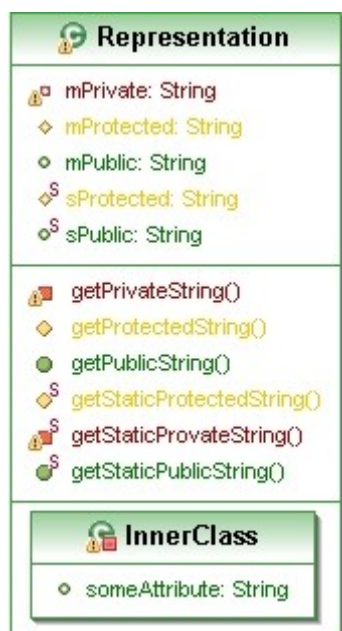 Representation
mPrivate: String
mProtected: String
mPublic: String
S sProtected: String
S sPublic: String
getPrivateString()
getProtectedString()
getPublicString()
S getStaticProtectedString()
S getStaticProvateString()
S getStaticPublicString()
InnerClass
someAttribute: String